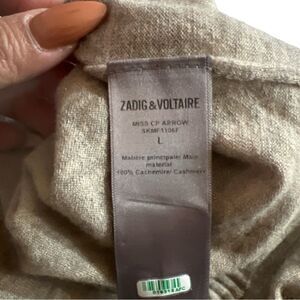 ZADIG & VOLTAIRE
MISS CP ARROW
SKMF1106F
L
Matière principale/ Main
material
100% Cachemire/ Cashmere